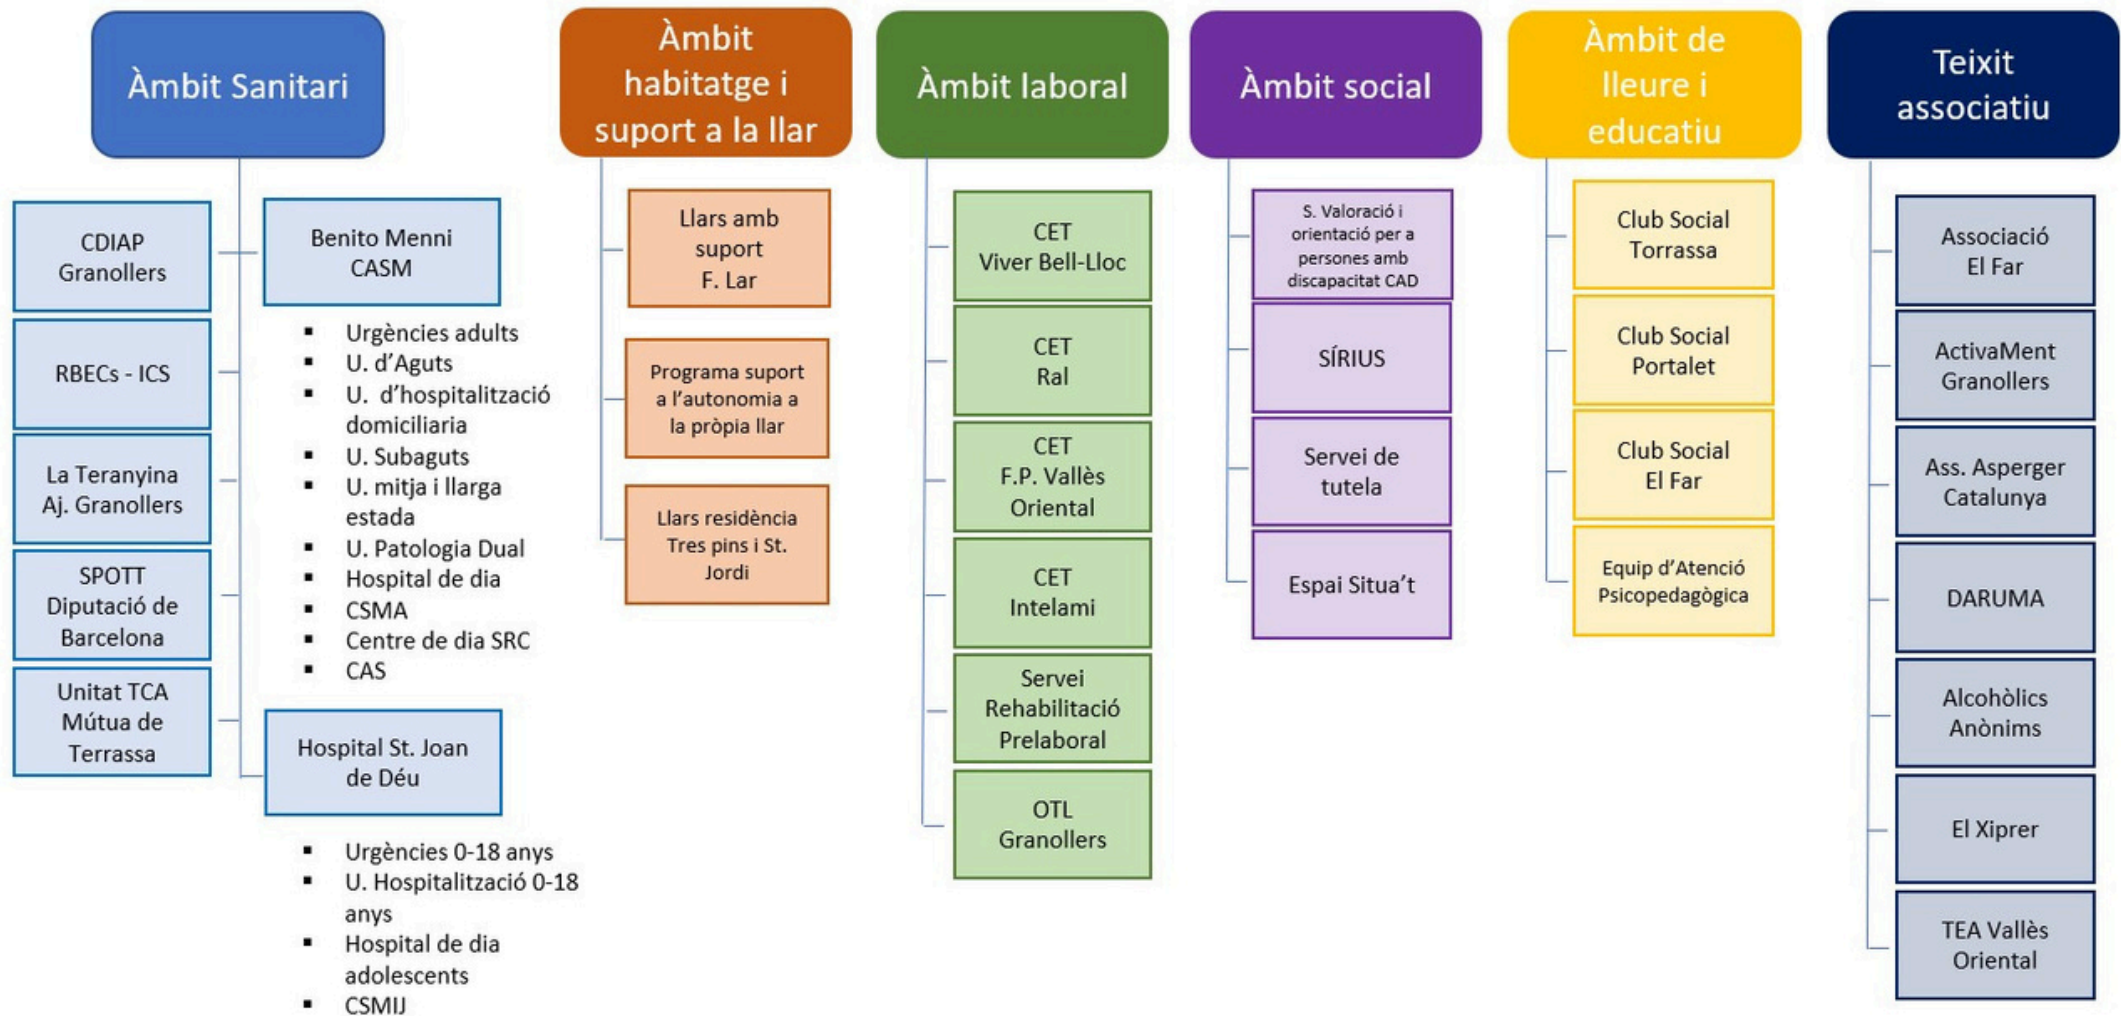 Àmbit Sanitari
CDIAP
Granollers
RBECs - ICS
La Teranyina
Aj. Granollers
SPOTT
Diputació de
Barcelona
Unitat TCA
Mútua de
Terrassa
Benito Menni
CASM
▪ Urgències adults
▪ U. d'Aguts
▪ U. d'hospitalització
domiciliaria
▪ U. Subaguts
▪ U. mitja i llarga
estada
▪ U. Patologia Dual
▪ Hospital de dia
▪ CSMA
▪ Centre de dia SRC
▪ CAS
Hospital St. Joan
de Déu
▪ Urgències 0-18 anys
▪ U. Hospitalització 0-18
anys
▪ Hospital de dia
adolescents
▪ CSMIJ
Àmbit
habitatge i
suport a la llar
Llars amb
suport
F. Lar
Programa suport
a l'autonomia a
la pròpia llar
Llars residència
Tres pins i St.
Jordi
Àmbit laboral
CET
Viver Bell-Lloc
CET
Ral
CET
F.P. Vallès
Oriental
CET
Intelami
Servei
Rehabilitació
Prelaboral
OTL
Granollers
Àmbit social
S. Valoració i
orientació per a
persones amb
discapacitat CAD
SÍRIUS
Servei de
tutela
Espai Situa't
Àmbit de
lleure i
educatiu
Club Social
Torrassa
Club Social
Portalet
Club Social
El Far
Equip d'Atenció
Psicopedagògica
Teixit
associatiu
Associació
El Far
ActivaMent
Granollers
Ass. Asperger
Catalunya
DARUMA
Alcohòlics
Anònims
El Xiprer
TEA Vallès
Oriental